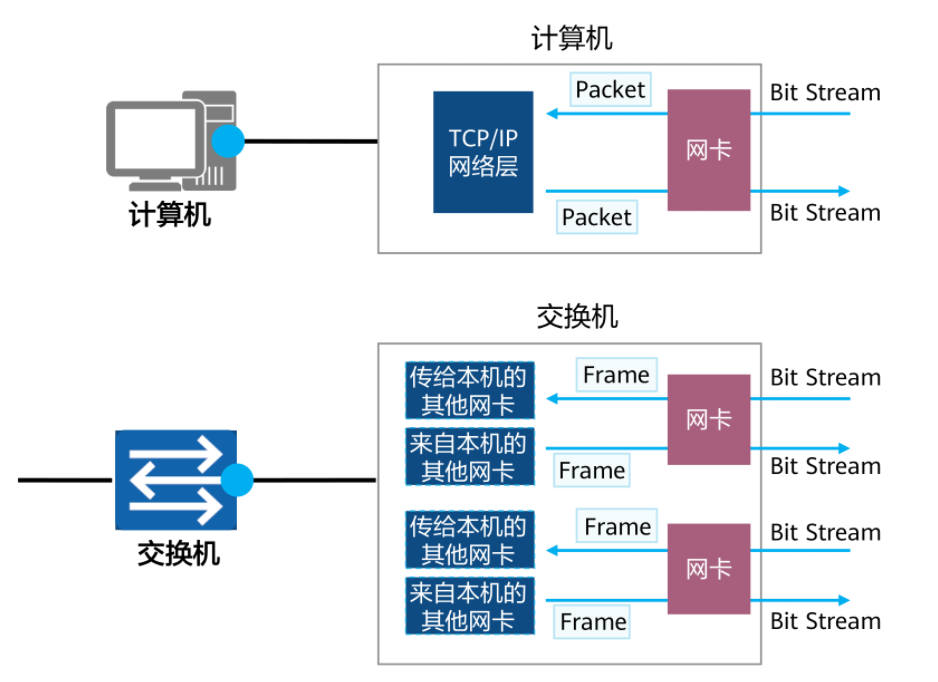 计算机
Packet
Bit Stream
TCP/IP
网络层
网卡
计算机
Packet
Bit Stream
交换机
传给本机的
其他网卡
Frame
Bit Stream
网卡
来自本机的
其他网卡
Frame
Bit Stream
传给本机的
其他网卡
Frame
Bit Stream
交换机
网卡
来自本机的
其他网卡
Frame
Bit Stream